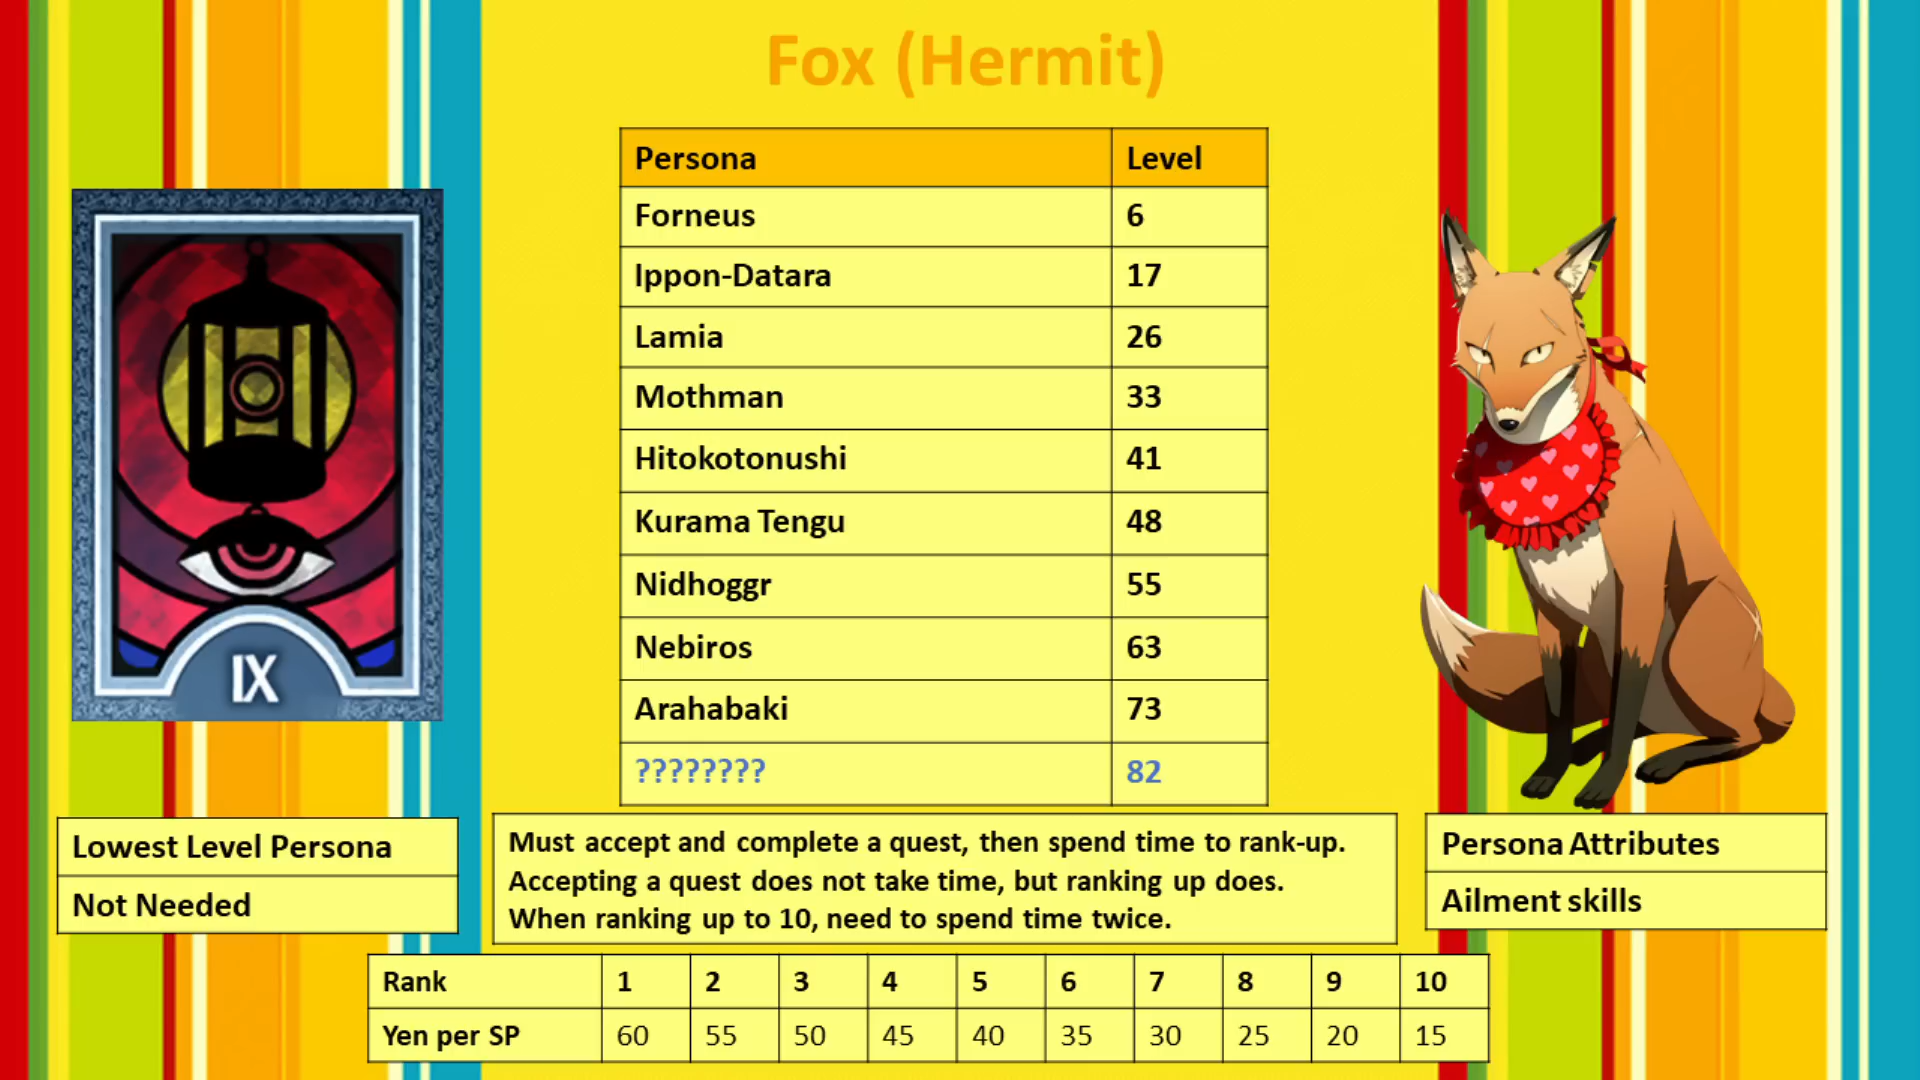 Fox (Hermit)
Persona Level
Forneus 6
Ippon-Datara 17
Lamia 26
Mothman 33
Hitokotonushi 41
Kurama Tengu 48
Nidhoggr 55
Nebiros 63
Arahabaki 73
???????? 82
IX
Lowest Level Persona
Not Needed
Must accept and complete a quest, then spend time to rank-up.
Accepting a quest does not take time, but ranking up does.
When ranking up to 10, need to spend time twice.
Persona Attributes
Ailment skills
Rank 1 2 3 4 5 6 7 8 9 10
Yen per SP 60 55 50 45 40 35 30 25 20 15